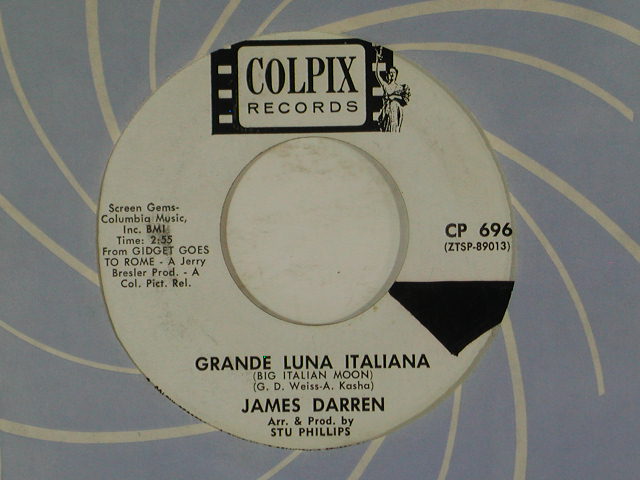 COLPIX
RECORDS
Screen Gems-
Columbia Music,
Inc. BMI
Time: 2:55
From GIDGET GOES
TO ROME - A Jerry
Bresler Prod. - A
Col. Pict. Rel.
CP 696
(ZTSP-89013)
GRANDE LUNA ITALIANA
(BIG ITALIAN MOON)
(G. D. Weiss-A. Kasha)
JAMES DARREN
Arr. & Prod. by
STU PHILLIPS